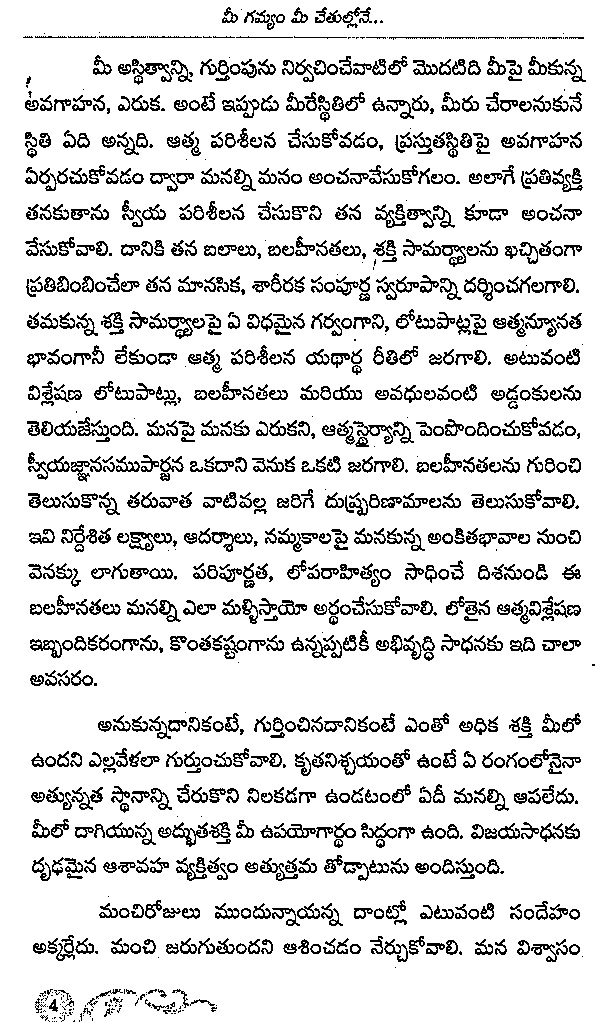 మీ గమ్యం మీ చేతుల్లోనే...
మీ అస్థిత్వాన్ని, గుర్తింపును నిర్వచించేవాటిలో మొదటిది మీపై మీకున్న
అవగాహన, ఎరుక. అంటే ఇప్పుడు మీరేస్థితిలో ఉన్నారు, మీరు చేరాలనుకునే
స్థితి ఏది అన్నది. ఆత్మ పరిశీలన చేసుకోవడం, ప్రస్తుతస్థితిపై అవగాహన
ఏర్పరచుకోవడం ద్వారా మనల్ని మనం అంచనావేసుకోగలం. అలాగే ప్రతివ్యక్తి
తనకుతాను స్వీయ పరిశీలన చేసుకొని తన వ్యక్తిత్వాన్ని కూడా అంచనా
వేసుకోవాలి. దానికి తన బలాలు, బలహీనతలు, శక్తి సామర్థ్యాలను ఖచ్చితంగా
ప్రతిబింబించేలా తన మానసిక, శారీరక సంపూర్ణ స్వరూపాన్ని దర్శించగలగాలి.
తమకున్న శక్తి సామర్థ్యాలపై ఏ విధమైన గర్వంగాని, లోటుపాట్లపై ఆత్మన్యూనత
భావంగానీ లేకుండా ఆత్మ పరిశీలన యథార్థ రీతిలో జరగాలి. అటువంటి
విశ్లేషణ లోటుపాట్లు, బలహీనతలు మరియు అవధులవంటి అడ్డంకులను
తెలియజేస్తుంది. మనపై మనకు ఎరుకని, ఆత్మస్థైర్యాన్ని పెంపొందించుకోవడం,
స్వీయజ్ఞానసముపార్జన ఒకదాని వెనుక ఒకటి జరగాలి. బలహీనతలను గురించి
తెలుసుకొన్న తరువాత వాటివల్ల జరిగే దుష్పరిణామాలను తెలుసుకోవాలి.
ఇవి నిర్దేశిత లక్ష్యాలు, ఆదర్శాలు, నమ్మకాలపై మనకున్న అంకితభావాల నుంచి
వెనక్కు లాగుతాయి. పరిపూర్ణత, లోపరాహిత్యం సాధించే దిశనుండి ఈ
బలహీనతలు మనల్ని ఎలా మళ్ళిస్తాయో అర్థంచేసుకోవాలి. లోతైన ఆత్మవిశ్లేషణ
ఇబ్బందికరంగాను, కొంతకష్టంగాను ఉన్నప్పటికీ అభివృద్ధి సాధనకు ఇది చాలా
అవసరం.
అనుకున్నదానికంటే, గుర్తించినదానికంటే ఎంతో అధిక శక్తి మీలో
ఉందని ఎల్లవేళలా గుర్తుంచుకోవాలి. కృతనిశ్చయంతో ఉంటే ఏ రంగంలోనైనా
అత్యున్నత స్థానాన్ని చేరుకొని నిలకడగా ఉండటంలో ఏదీ మనల్ని ఆపలేదు.
మీలో దాగియున్న అద్భుతశక్తి మీ ఉపయోగార్థం సిద్ధంగా ఉంది. విజయసాధనకు
దృఢమైన ఆశావహ వ్యక్తిత్వం అత్యుత్తమ తోడ్పాటును అందిస్తుంది.
మంచిరోజులు ముందున్నాయన్న దాంట్లో ఎటువంటి సందేహం
అక్కర్లేదు. మంచి జరుగుతుందని ఆశించడం నేర్చుకోవాలి. మన విశ్వాసం
4